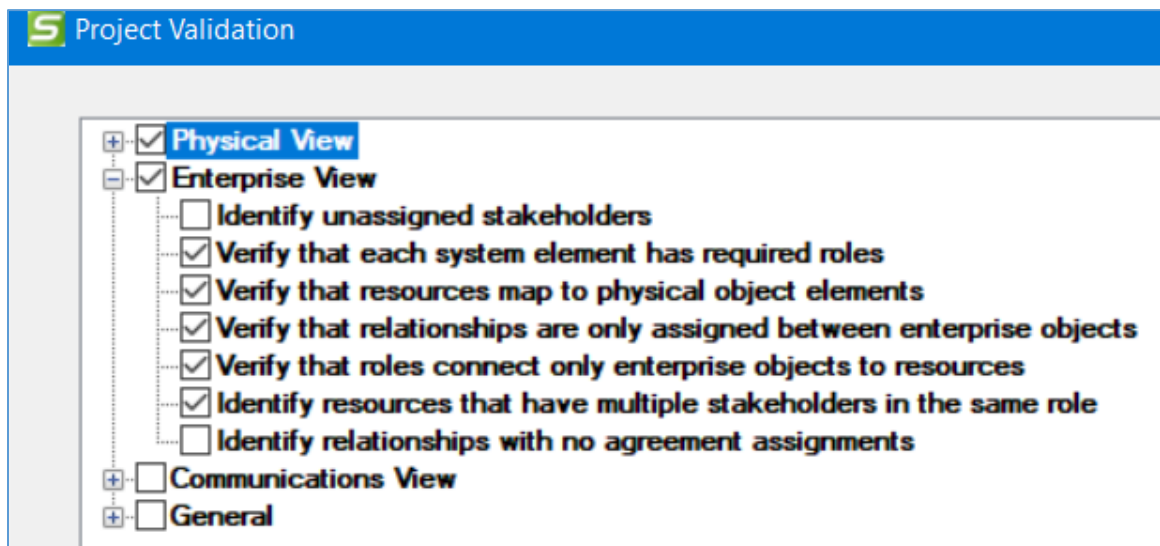 Project Validation
Physical View
Enterprise View
Identify unassigned stakeholders
Verify that each system element has required roles
Verify that resources map to physical object elements
Verify that relationships are only assigned between enterprise objects
Verify that roles connect only enterprise objects to resources
Identify resources that have multiple stakeholders in the same role
Identify relationships with no agreement assignments
Communications View
General